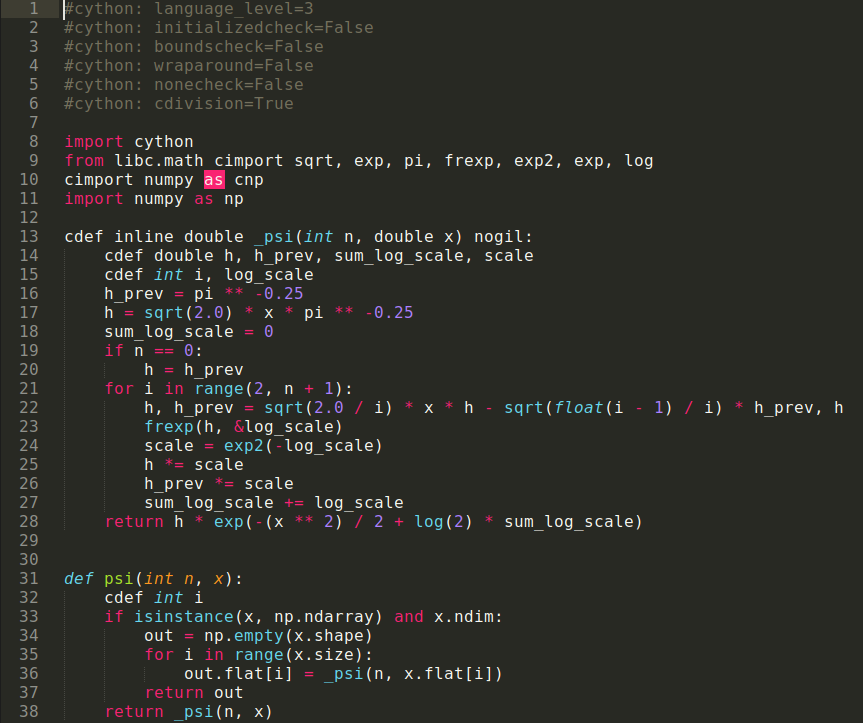 1 #cython: language_level=3
2 #cython: initializedcheck=False
3 #cython: boundscheck=False
4 #cython: wraparound=False
5 #cython: nonecheck=False
6 #cython: cdivision=True
7
8 import cython
9 from libc.math cimport sqrt, exp, pi, frexp, exp2, exp, log
10 cimport numpy as cnp
11 import numpy as np
12
13 cdef inline double _psi(int n, double x) nogil:
14     cdef double h, h_prev, sum_log_scale, scale
15     cdef int i, log_scale
16     h_prev = pi ** -0.25
17     h = sqrt(2.0) * x * pi ** -0.25
18     sum_log_scale = 0
19     if n == 0:
20         h = h_prev
21     for i in range(2, n + 1):
22         h, h_prev = sqrt(2.0 / i) * x * h - sqrt(float(i - 1) / i) * h_prev, h
23         frexp(h, &log_scale)
24         scale = exp2(-log_scale)
25         h *= scale
26         h_prev *= scale
27         sum_log_scale += log_scale
28     return h * exp(-(x ** 2) / 2 + log(2) * sum_log_scale)
29
30
31 def psi(int n, x):
32     cdef int i
33     if isinstance(x, np.ndarray) and x.ndim:
34         out = np.empty(x.shape)
35         for i in range(x.size):
36             out.flat[i] = _psi(n, x.flat[i])
37         return out
38     return _psi(n, x)